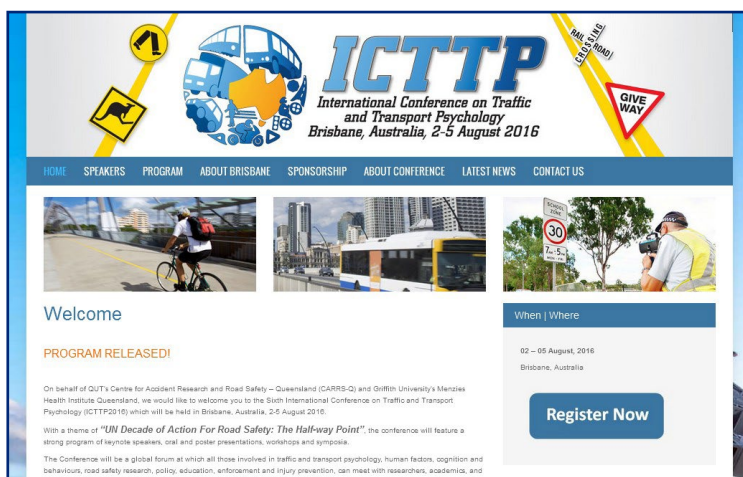 RAIL ROAD!
CROSSING
GIVE
WAY
ICTTP
International Conference on Traffic
and Transport Psychology
Brisbane, Australia, 2-5 August 2016
HOME SPEAKERS PROGRAM ABOUT BRISBANE SPONSORSHIP ABOUT CONFERENCE LATEST NEWS CONTACT US
SCHOOL
ZONE
30
Welcome
When | Where
PROGRAM RELEASED!
02 – 05 August, 2016
Brisbane, Australia
Register Now
On behalf of QUT's Centre for Accident Research and Road Safety – Queensland (CARRS-Q) and Griffith University's Menzies
Health Institute Queensland, we would like to welcome you to the Sixth International Conference on Traffic and Transport
Psychology (ICTTP2016) which will be held in Brisbane, Australia, 2-5 August 2016.
With a theme of "UN Decade of Action For Road Safety: The Half-way Point", the conference will feature a
strong program of keynote speakers, oral and poster presentations, workshops and symposia.
The Conference will be a global forum at which all those involved in traffic and transport psychology, human factors, cognition and
behaviours, road safety research, policy, education, enforcement and injury prevention, can meet with researchers, academics, and